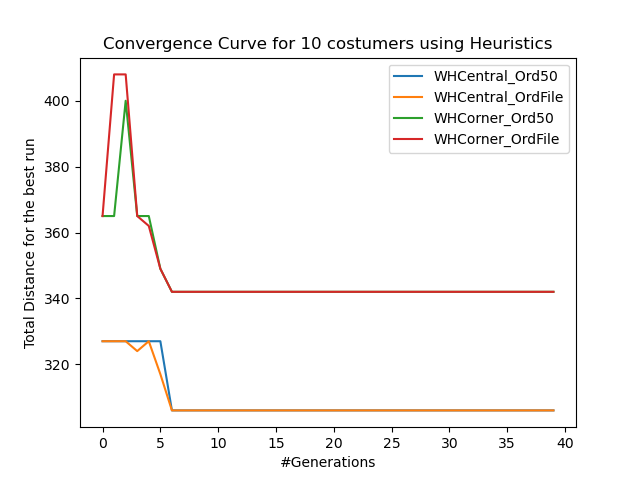 Convergence Curve for 10 costumers using Heuristics
WHCentral_Ord50
WHCentral_OrdFile
WHCorner_Ord50
WHCorner_OrdFile
Total Distance for the best run
400
380
360
340
320
0 5 10 15 20 25 30 35 40
#Generations